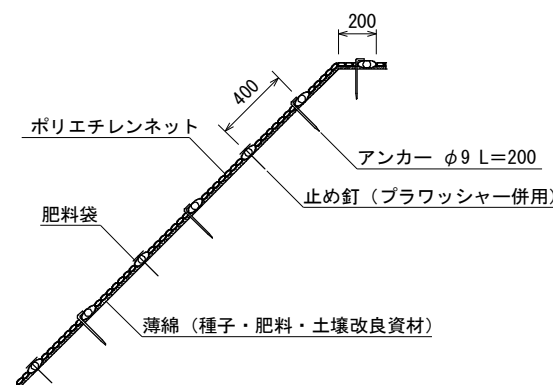 200
400
ポリエチレンネット
アンカー φ9 L=200
止め釘（プラワッシャー併用）
肥料袋
薄綿（種子・肥料・土壌改良資材）